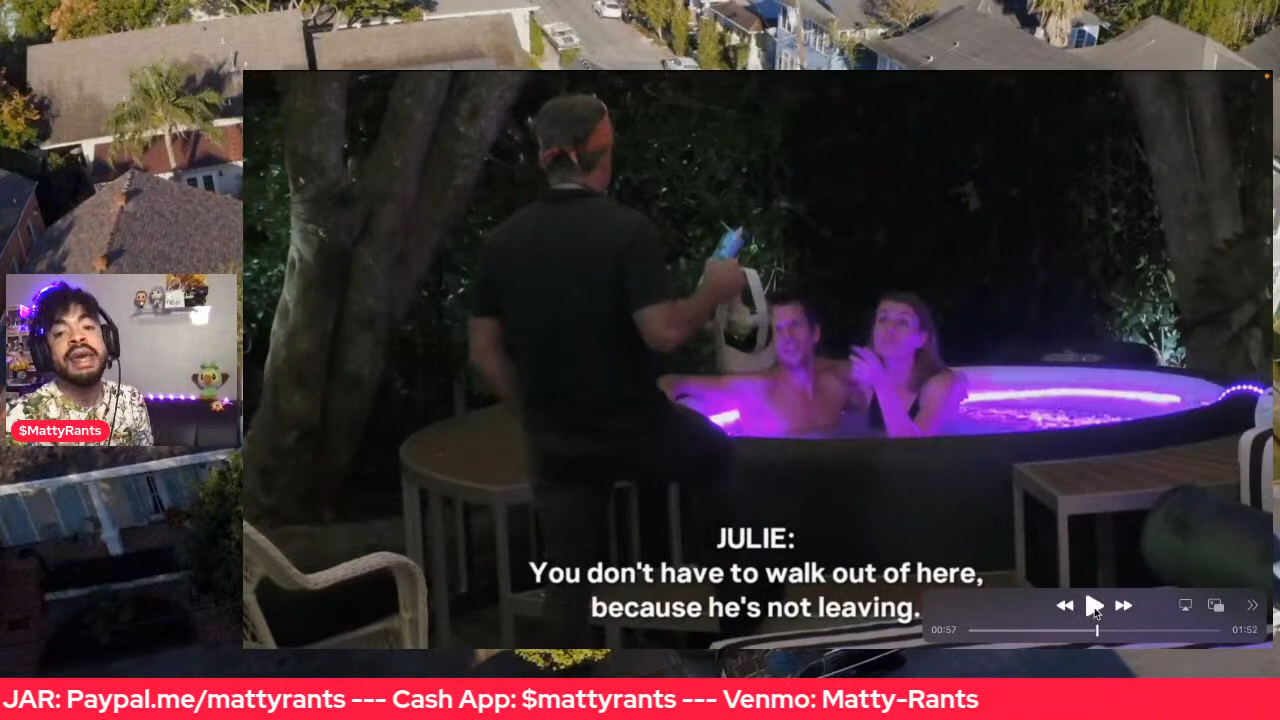 $MattyRants
JULIE:
You don't have to walk out of here,
because he's not leaving.
00:57
01:52
JAR: Paypal.me/mattyrants --- Cash App: $mattyrants --- Venmo: Matty-Rants